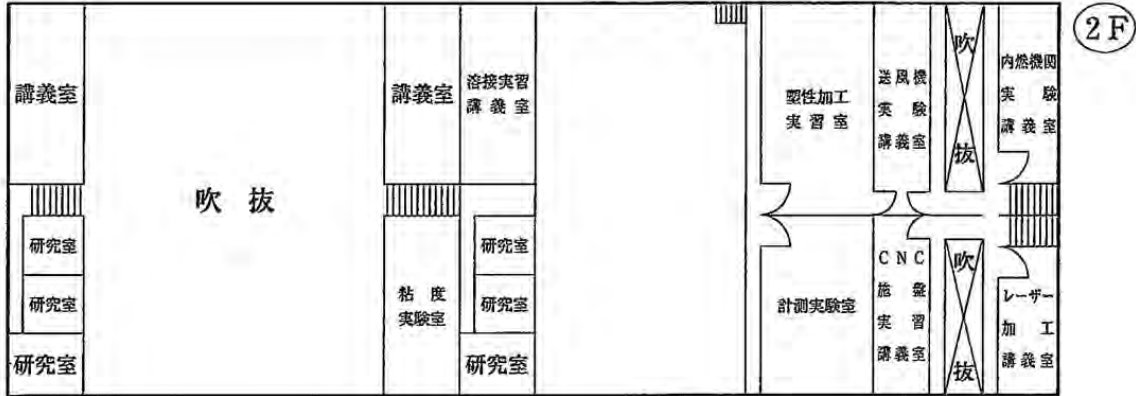 2F
講義室
吹 抜
講義室
溶接実習
講 義 室
塑性加工
実 習 室
送 風 機
実 験
講 義 室
吹
抜
内燃機関
実 験
講 義 室
研究室
研究室
研究室
粘 度
実験室
研究室
研究室
研究室
計測実験室
C N C
施 盤
実 習
講 義 室
吹
抜
レーザー
加 工
講 義 室